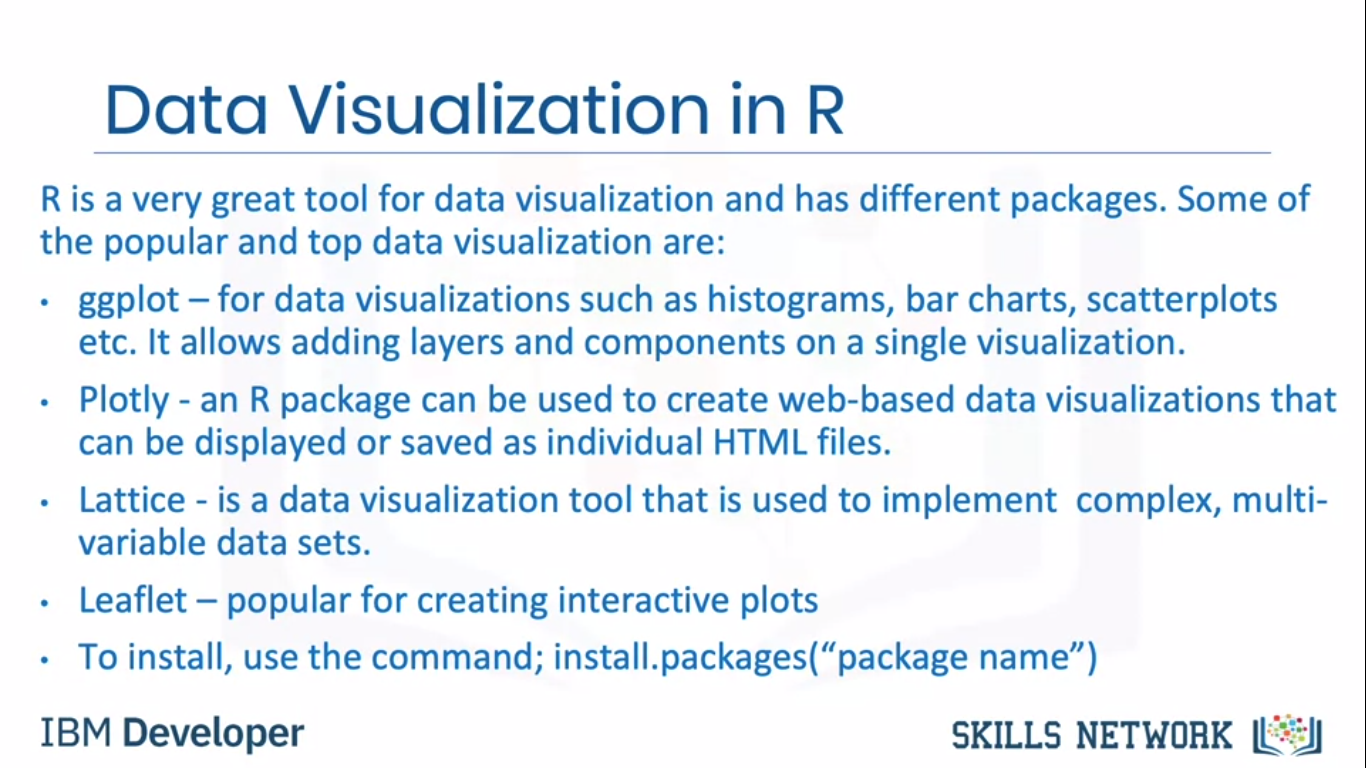 Data Visualization in R
R is a very great tool for data visualization and has different packages. Some of
the popular and top data visualization are:
• ggplot – for data visualizations such as histograms, bar charts, scatterplots
etc. It allows adding layers and components on a single visualization.
• Plotly - an R package can be used to create web-based data visualizations that
can be displayed or saved as individual HTML files.
• Lattice - is a data visualization tool that is used to implement  complex, multi-
variable data sets.
• Leaflet – popular for creating interactive plots
• To install, use the command; install.packages(“package name”)
IBM Developer
SKILLS NETWORK